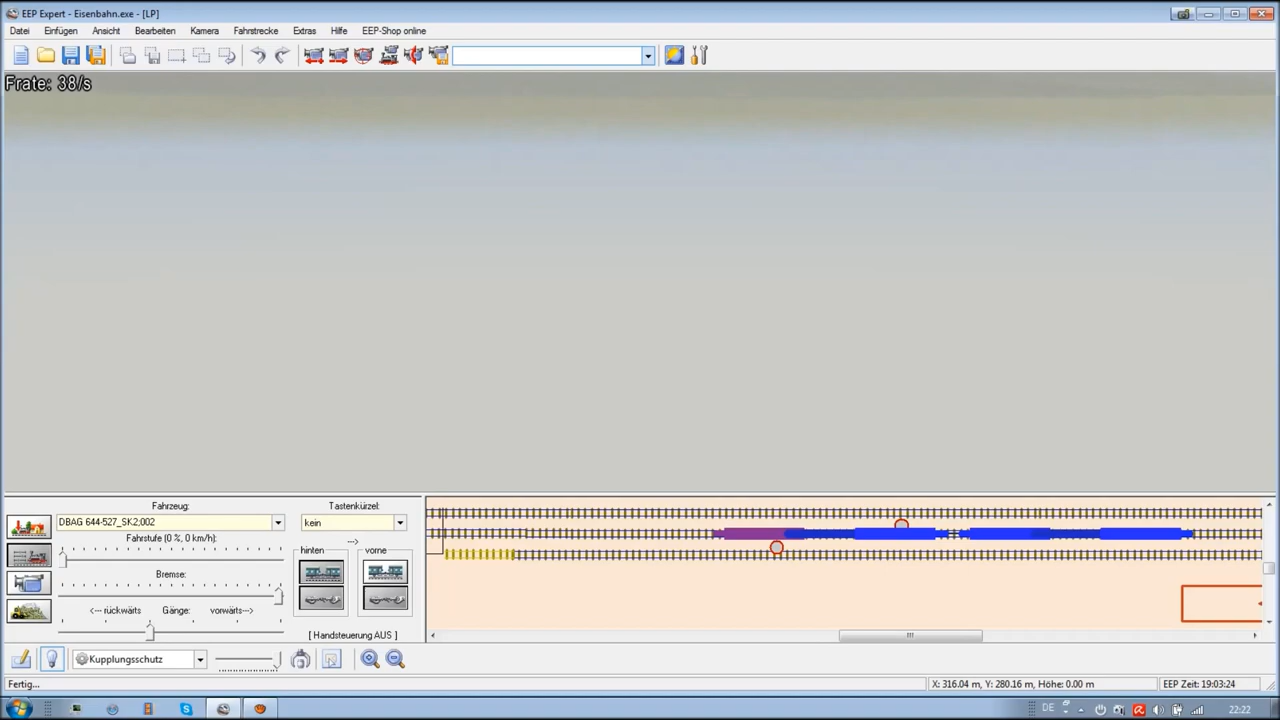 EEP Expert - Eisenbahn.exe - [LP]
Datei Einfügen Ansicht Bearbeiten Kamera Fahrstrecke Extras Hilfe EEP-Shop online
Frate: 38/s
Fahrzeug:
Tastenkürzel:
DBAG 644-527_SK2;002
kein
Fahrstufe (0 %, 0 km/h):
--->
hinten
vorne
Bremse:
<--- rückwärts Gänge: vorwärts--->
[ Handsteuerung AUS ]
Kupplungsschutz
Fertig...
X: 316.04 m, Y: 280.16 m, Höhe: 0.00 m
EEP Zeit: 19:03:24
DE
22:22